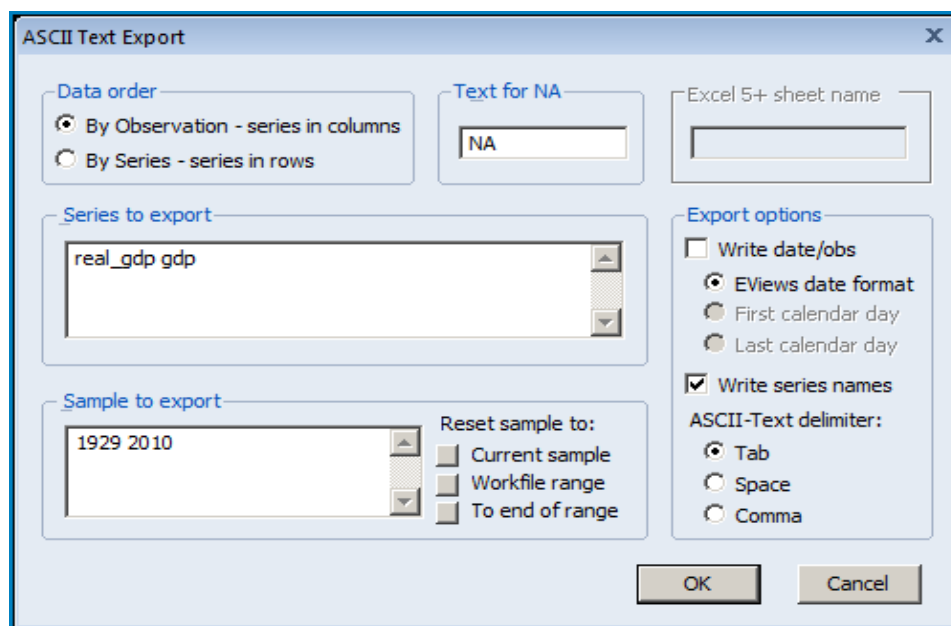 ASCII Text Export
Data order
By Observation - series in columns
By Series - series in rows
Text for NA
NA
Excel 5+ sheet name
Series to export
real_gdp gdp
Export options
Write date/obs
EViews date format
First calendar day
Last calendar day
Write series names
ASCII-Text delimiter:
Tab
Space
Comma
Sample to export
1929 2010
Reset sample to:
Current sample
Workfile range
To end of range
OK
Cancel